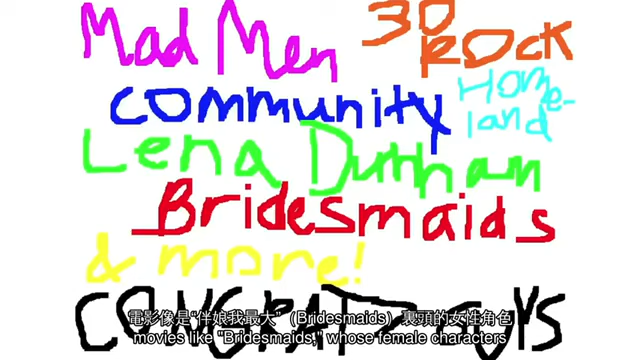 Mad Men
30 ROCK
community
Home-
land
Lena Dunham
Bridesmaids
& more!
CONGRATZ GUYS
電影像是“伴娘我最大”（Bridesmaids）裏頭的女性角色
movies like "Bridesmaids," whose female characters